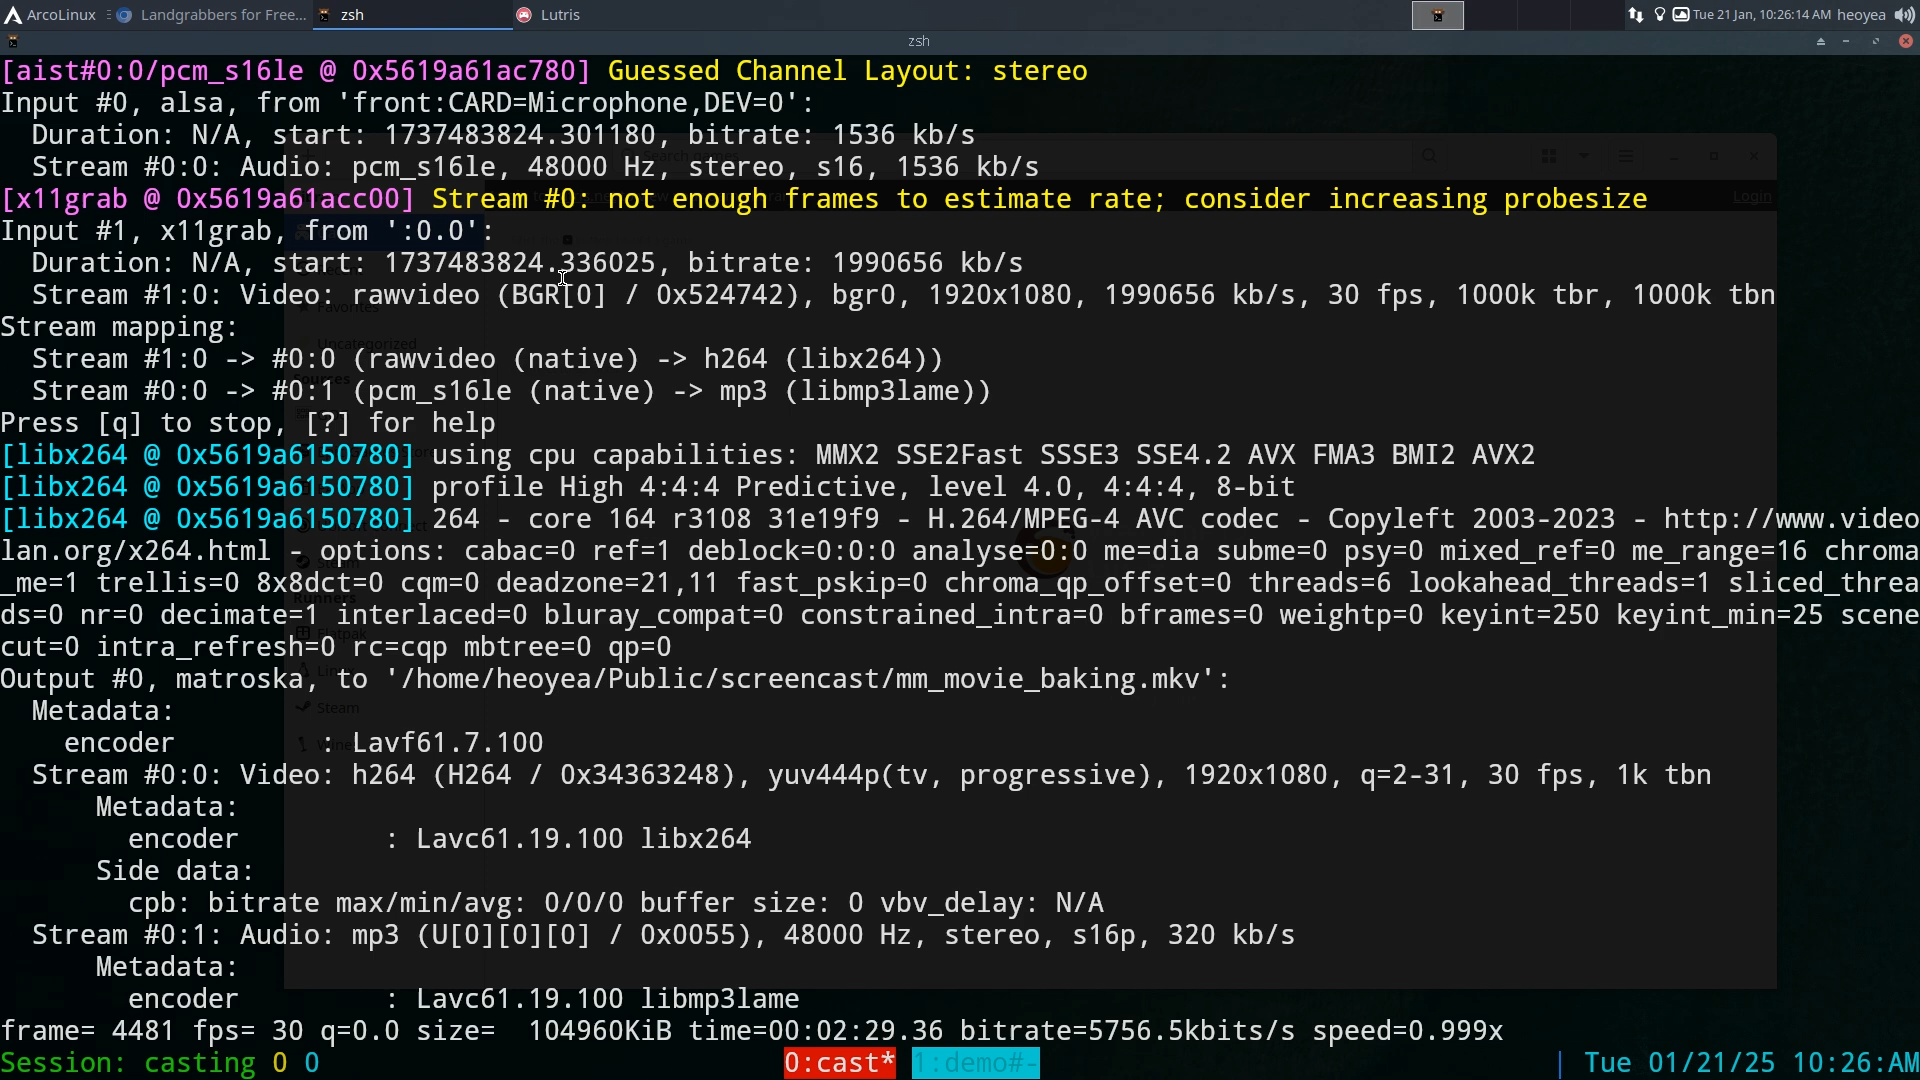 ArcoLinux Landgrabbers for Free... zsh Lutris Tue 21 Jan, 10:26:14 AM heoyea
zsh
[aist#0:0/pcm_s16le @ 0x5619a61ac780] Guessed Channel Layout: stereo
Input #0, alsa, from 'front:CARD=Microphone,DEV=0':
  Duration: N/A, start: 1737483824.301180, bitrate: 1536 kb/s
  Stream #0:0: Audio: pcm_s16le, 48000 Hz, stereo, s16, 1536 kb/s
[x11grab @ 0x5619a61acc00] Stream #0: not enough frames to estimate rate; consider increasing probesize
Login
Input #1, x11grab, from ':0.0':
  Duration: N/A, start: 1737483824.336025, bitrate: 1990656 kb/s
  Stream #1:0: Video: rawvideo (BGR[0] / 0x524742), bgr0, 1920x1080, 1990656 kb/s, 30 fps, 1000k tbr, 1000k tbn
Favorites
Stream mapping:
Uncategorized
  Stream #1:0 -> #0:0 (rawvideo (native) -> h264 (libx264))
  Stream #0:0 -> #0:1 (pcm_s16le (native) -> mp3 (libmp3lame))
Press [q] to stop, [?] for help
[libx264 @ 0x5619a6150780] using cpu capabilities: MMX2 SSE2Fast SSSE3 SSE4.2 AVX FMA3 BMI2 AVX2
[libx264 @ 0x5619a6150780] profile High 4:4:4 Predictive, level 4.0, 4:4:4, 8-bit
[libx264 @ 0x5619a6150780] 264 - core 164 r3108 31e19f9 - H.264/MPEG-4 AVC codec - Copyleft 2003-2023 - http://www.video
lan.org/x264.html - options: cabac=0 ref=1 deblock=0:0:0 analyse=0:0 me=dia subme=0 psy=0 mixed_ref=0 me_range=16 chroma
_me=1 trellis=0 8x8dct=0 cqm=0 deadzone=21,11 fast_pskip=0 chroma_qp_offset=0 threads=6 lookahead_threads=1 sliced_threa
Runners
ds=0 nr=0 decimate=1 interlaced=0 bluray_compat=0 constrained_intra=0 bframes=0 weightp=0 keyint=250 keyint_min=25 scene
Flatpak
cut=0 intra_refresh=0 rc=cqp mbtree=0 qp=0
Linux
Output #0, matroska, to '/home/heoyea/Public/screencast/mm_movie_baking.mkv':
  Metadata:
Steam
    encoder         : Lavf61.7.100
Wine
  Stream #0:0: Video: h264 (H264 / 0x34363248), yuv444p(tv, progressive), 1920x1080, q=2-31, 30 fps, 1k tbn
      Metadata:
        encoder         : Lavc61.19.100 libx264
      Side data:
        cpb: bitrate max/min/avg: 0/0/0 buffer size: 0 vbv_delay: N/A
  Stream #0:1: Audio: mp3 (U[0][0][0] / 0x0055), 48000 Hz, stereo, s16p, 320 kb/s
      Metadata:
        encoder         : Lavc61.19.100 libmp3lame
frame= 4481 fps= 30 q=0.0 size=  104960KiB time=00:02:29.36 bitrate=5756.5kbits/s speed=0.999x
Session: casting 0 0 0:cast* 1:demo#- | Tue 01/21/25 10:26:AM